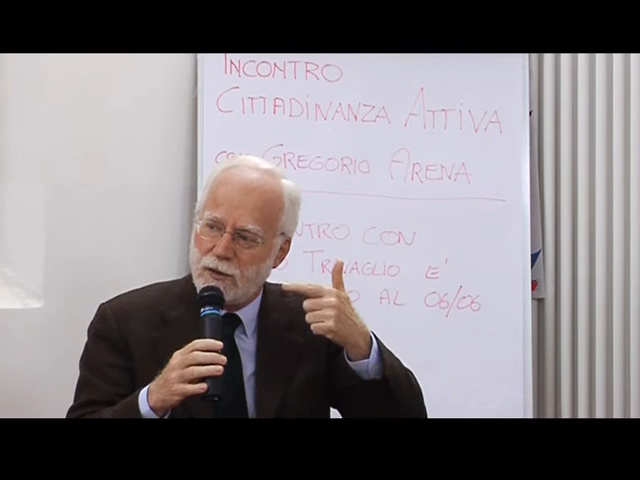 INCONTRO
CITTADINANZA ATTIVA
CON GREGORIO ARENA
CON
TRAVAGLIO E'
AL 06/06